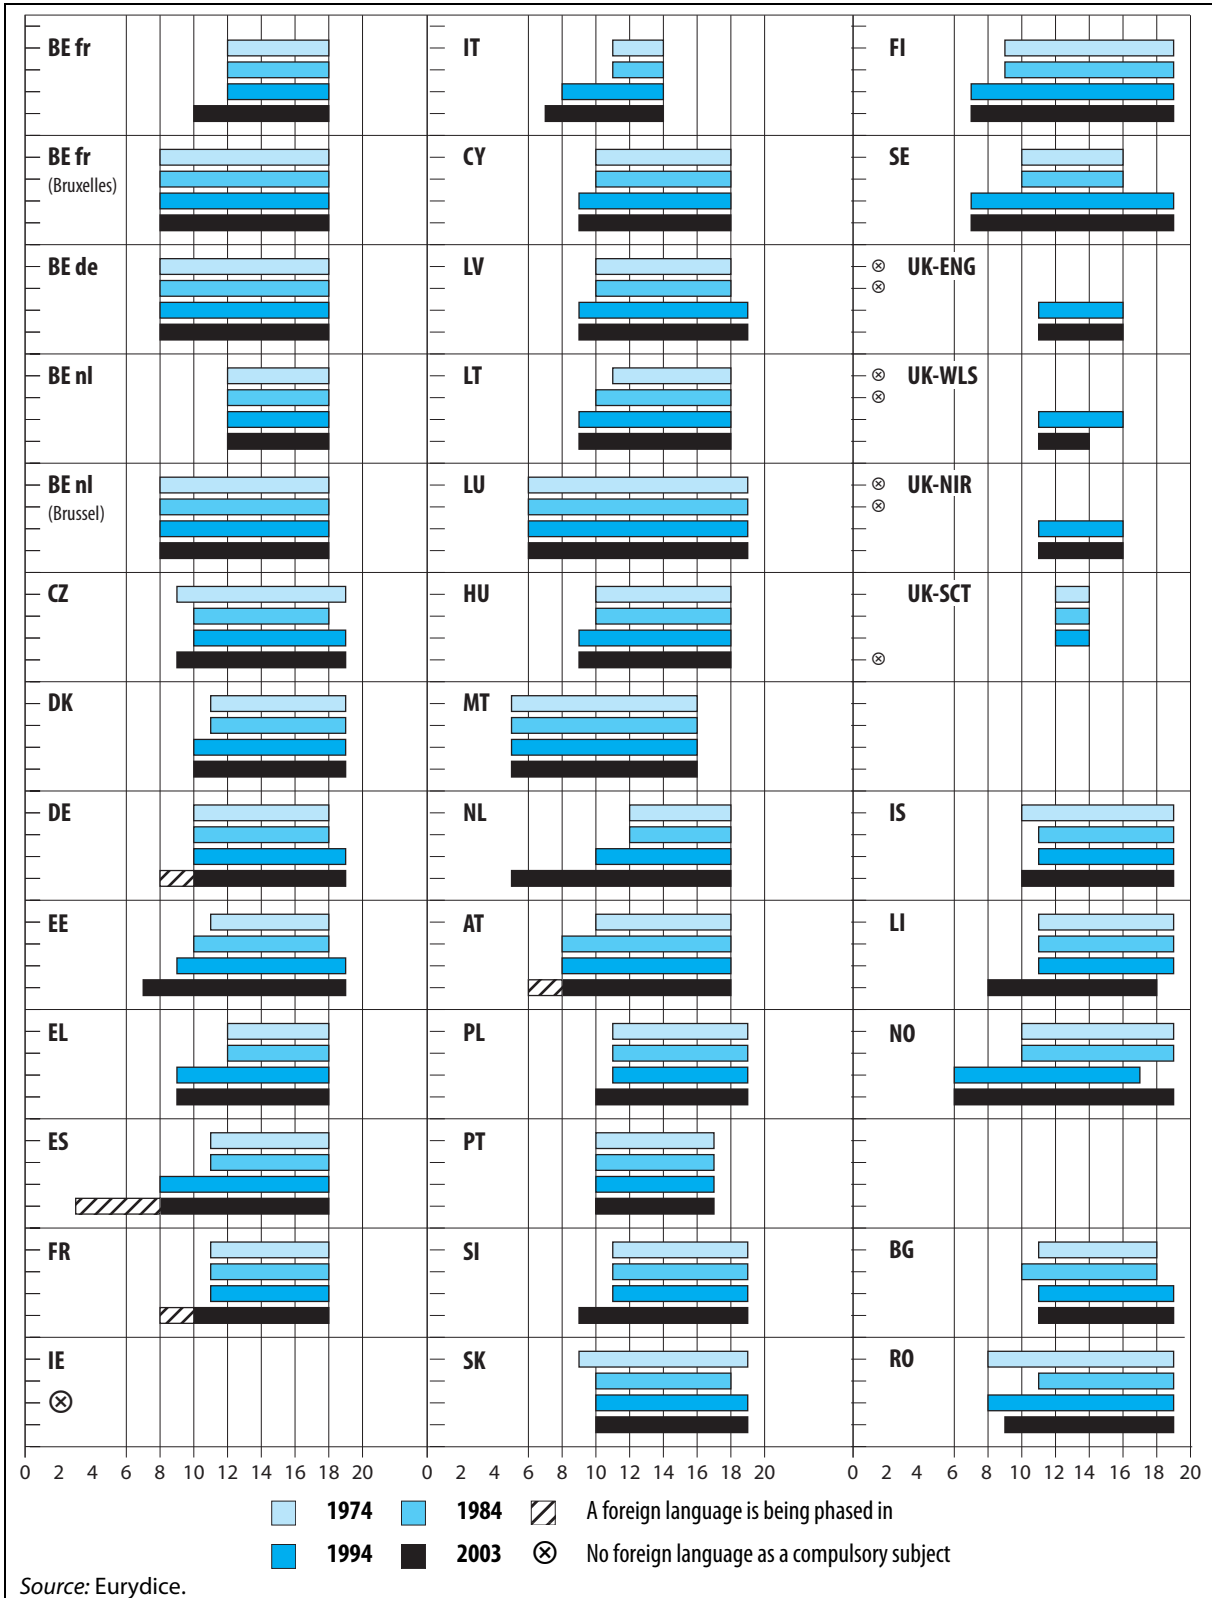 BE fr
IT
FI
BE fr
(Bruxelles)
CY
SE
BE de
LV
UK-ENG
BE nl
LT
UK-WLS
BE nl
(Brussel)
LU
UK-NIR
CZ
HU
UK-SCT
DK
MT
DE
NL
IS
EE
AT
LI
EL
PL
NO
ES
PT
FR
SI
BG
IE
SK
RO
0 2 4 6 8 10 12 14 16 18 20 0 2 4 6 8 10 12 14 16 18 20 0 2 4 6 8 10 12 14 16 18 20
1974 1984 A foreign language is being phased in
1994 2003 No foreign language as a compulsory subject
Source: Eurydice.